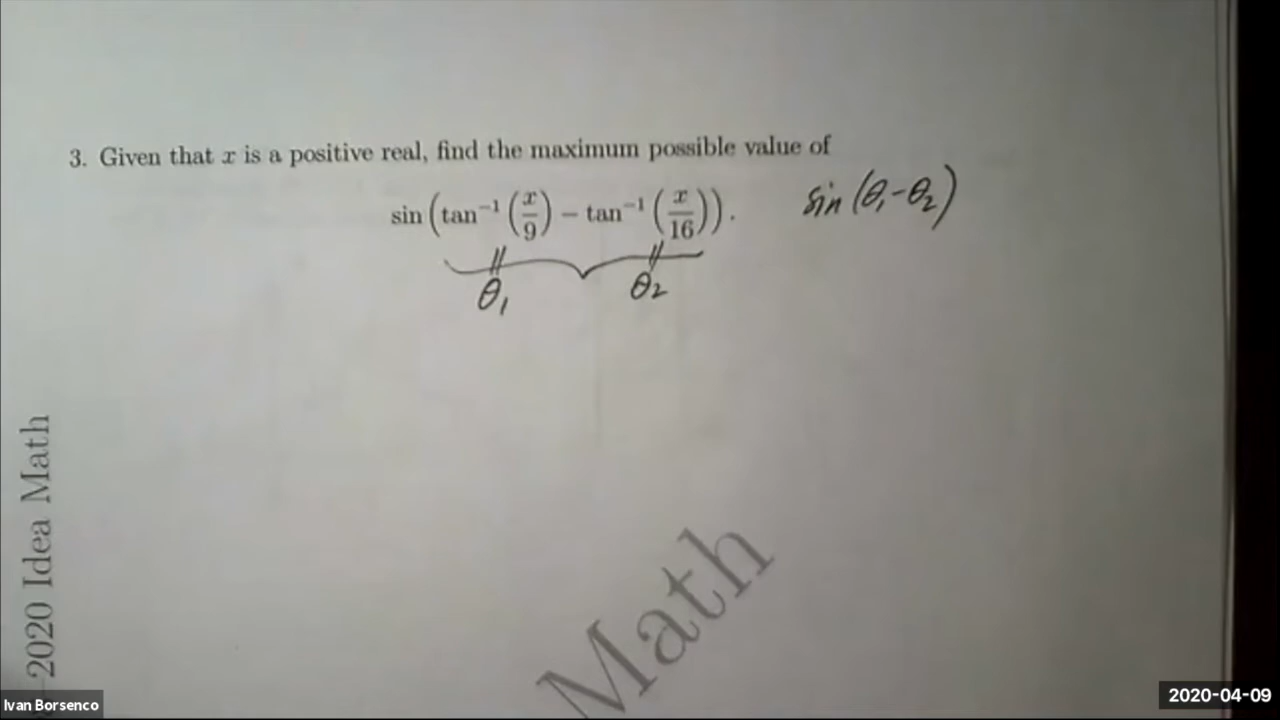 3. Given that x is a positive real, find the maximum possible value of
sin (tan⁻¹ (x/9) − tan⁻¹ (x/16)).
sin (θ₁-θ₂)
θ₁ θ₂
2020 Idea Math
Math
Ivan Borsenco
2020-04-09